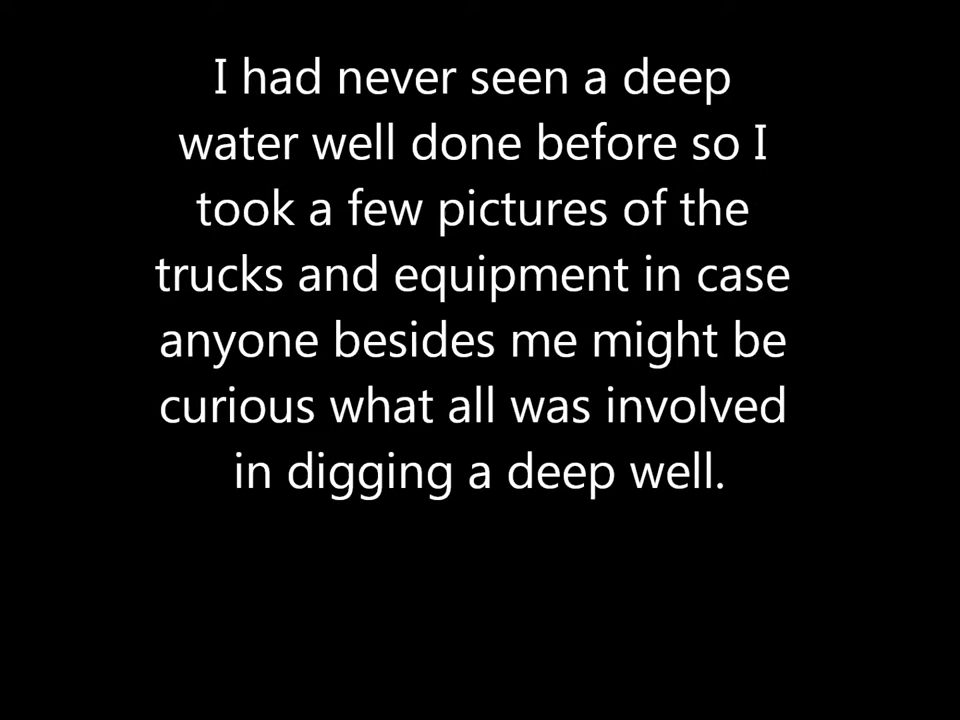 I had never seen a deep
water well done before so I
took a few pictures of the
trucks and equipment in case
anyone besides me might be
curious what all was involved
in digging a deep well.